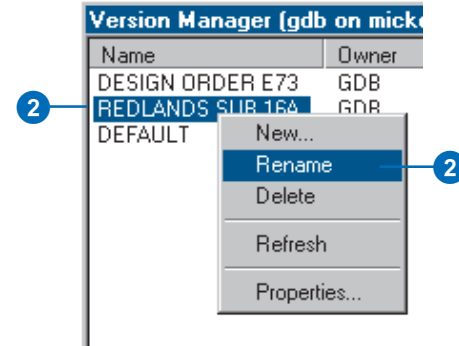 Version Manager (gdb on micke
Name Owner
DESIGN ORDER E73 GDB
2 REDLANDS SUB 16A GDB
DEFAULT
New...
Rename 2
Delete
Refresh
Properties...